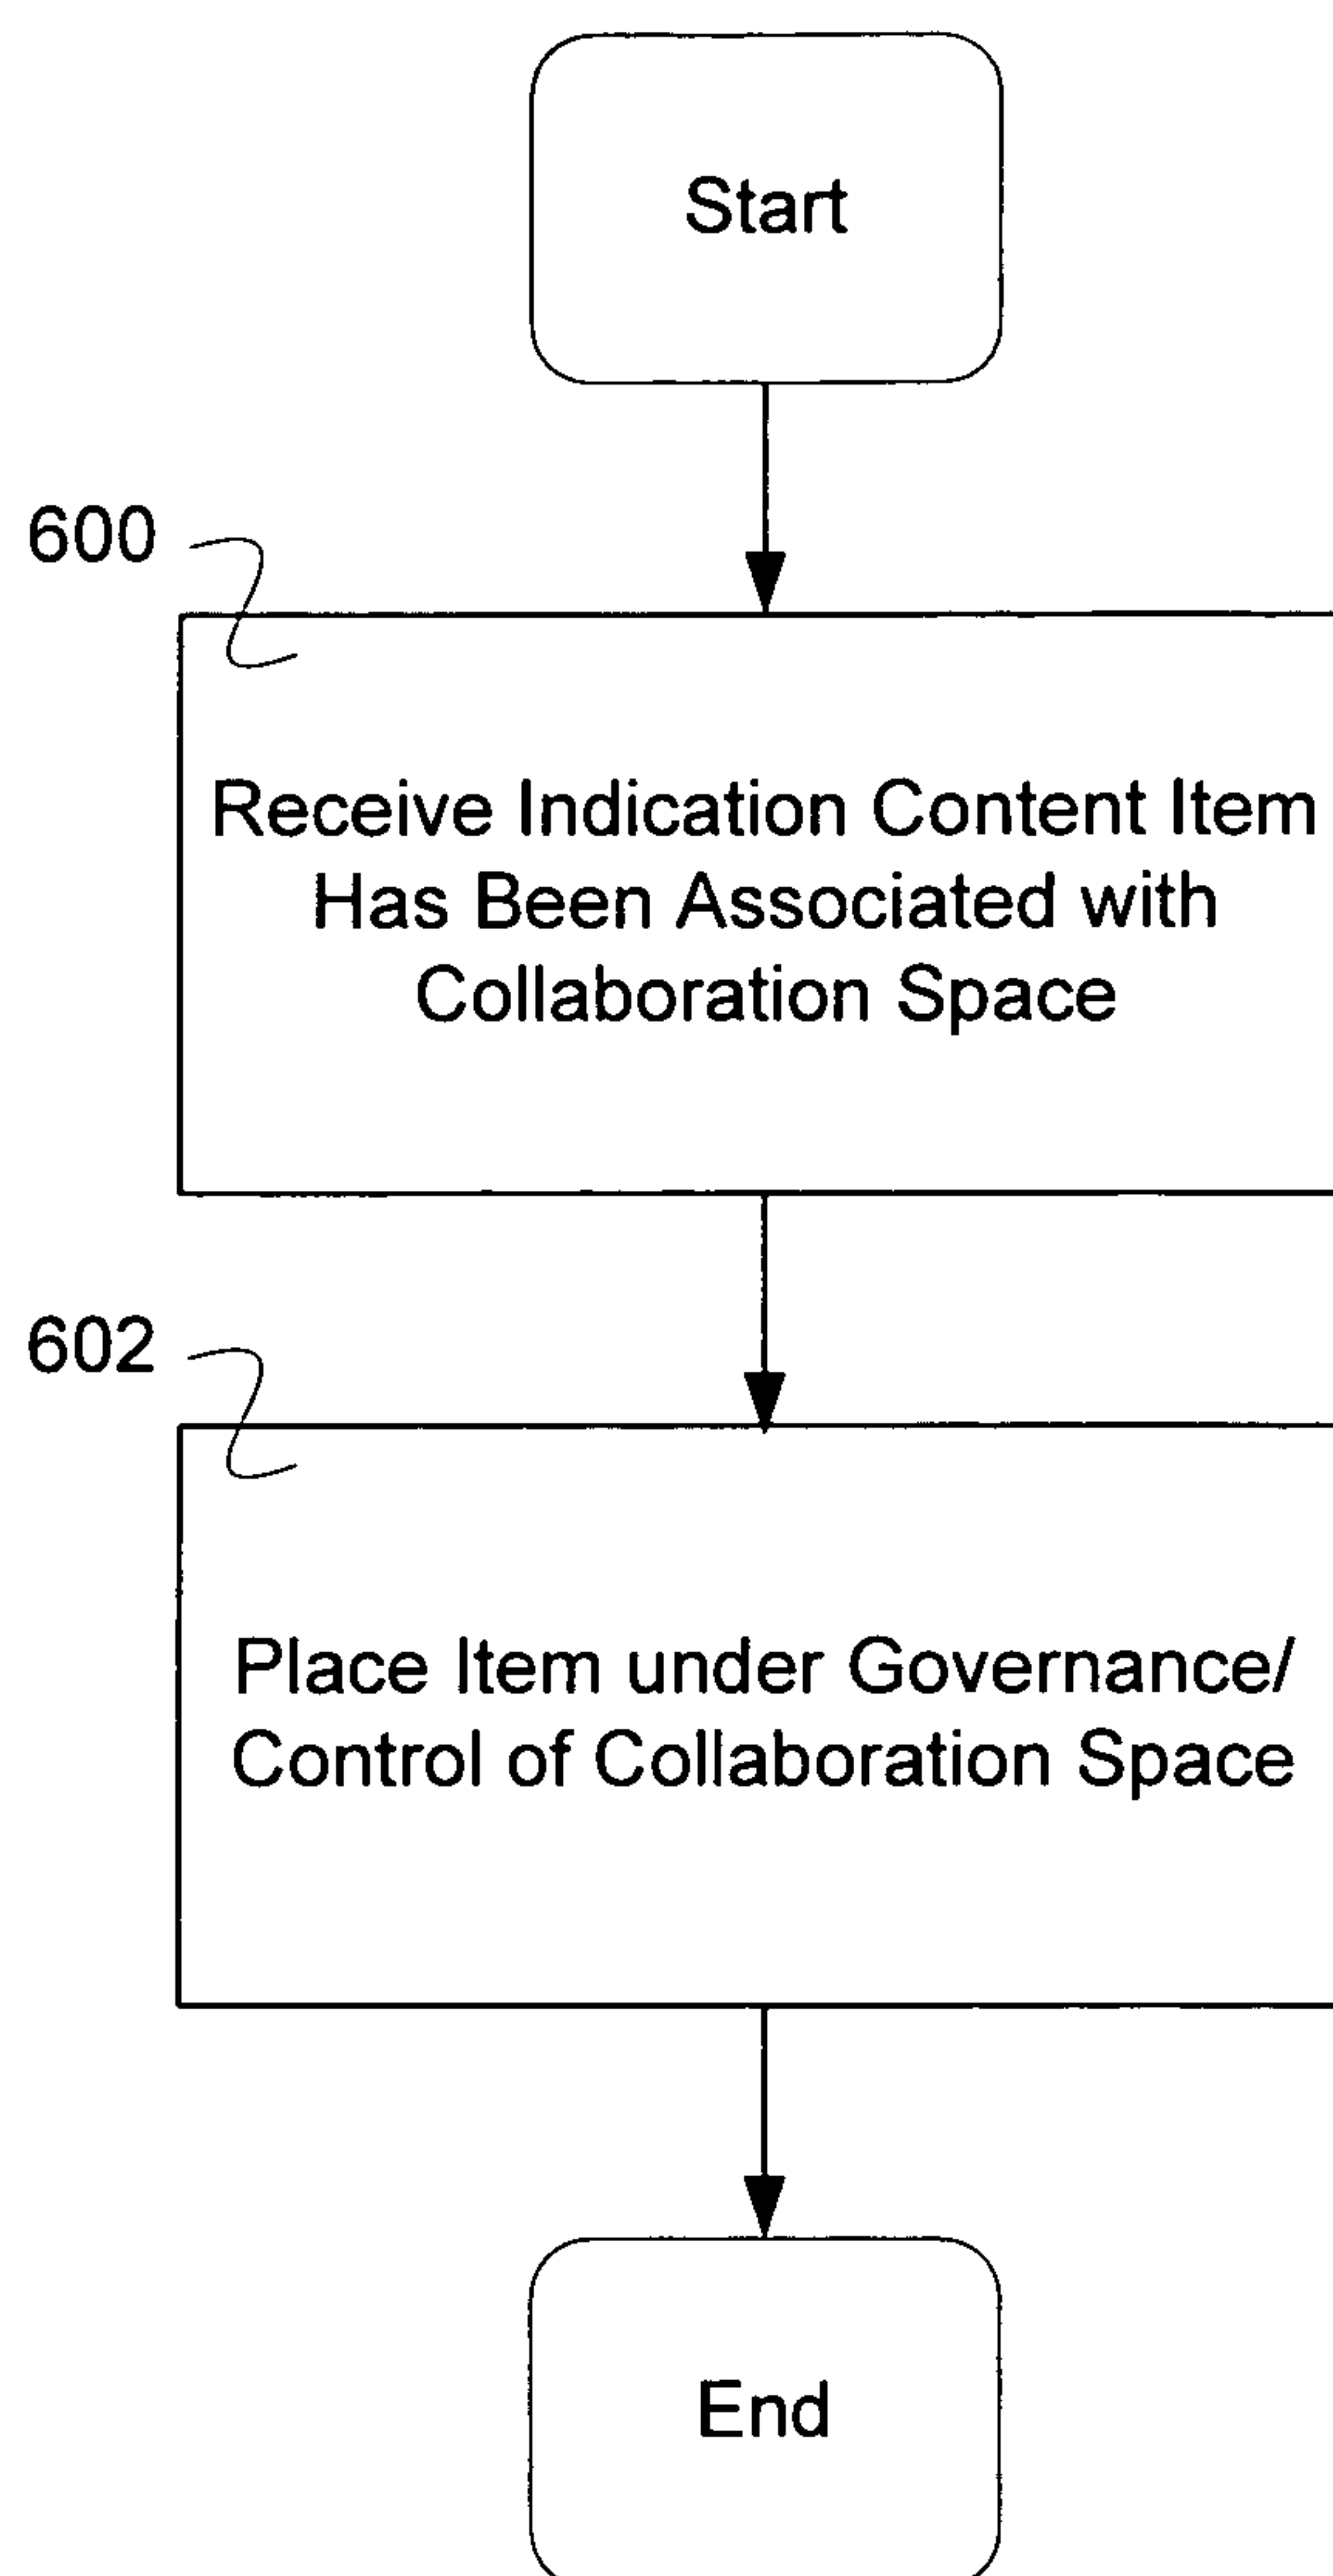 Start
600
Receive Indication Content Item
Has Been Associated with
Collaboration Space
602
Place Item under Governance/
Control of Collaboration Space
End